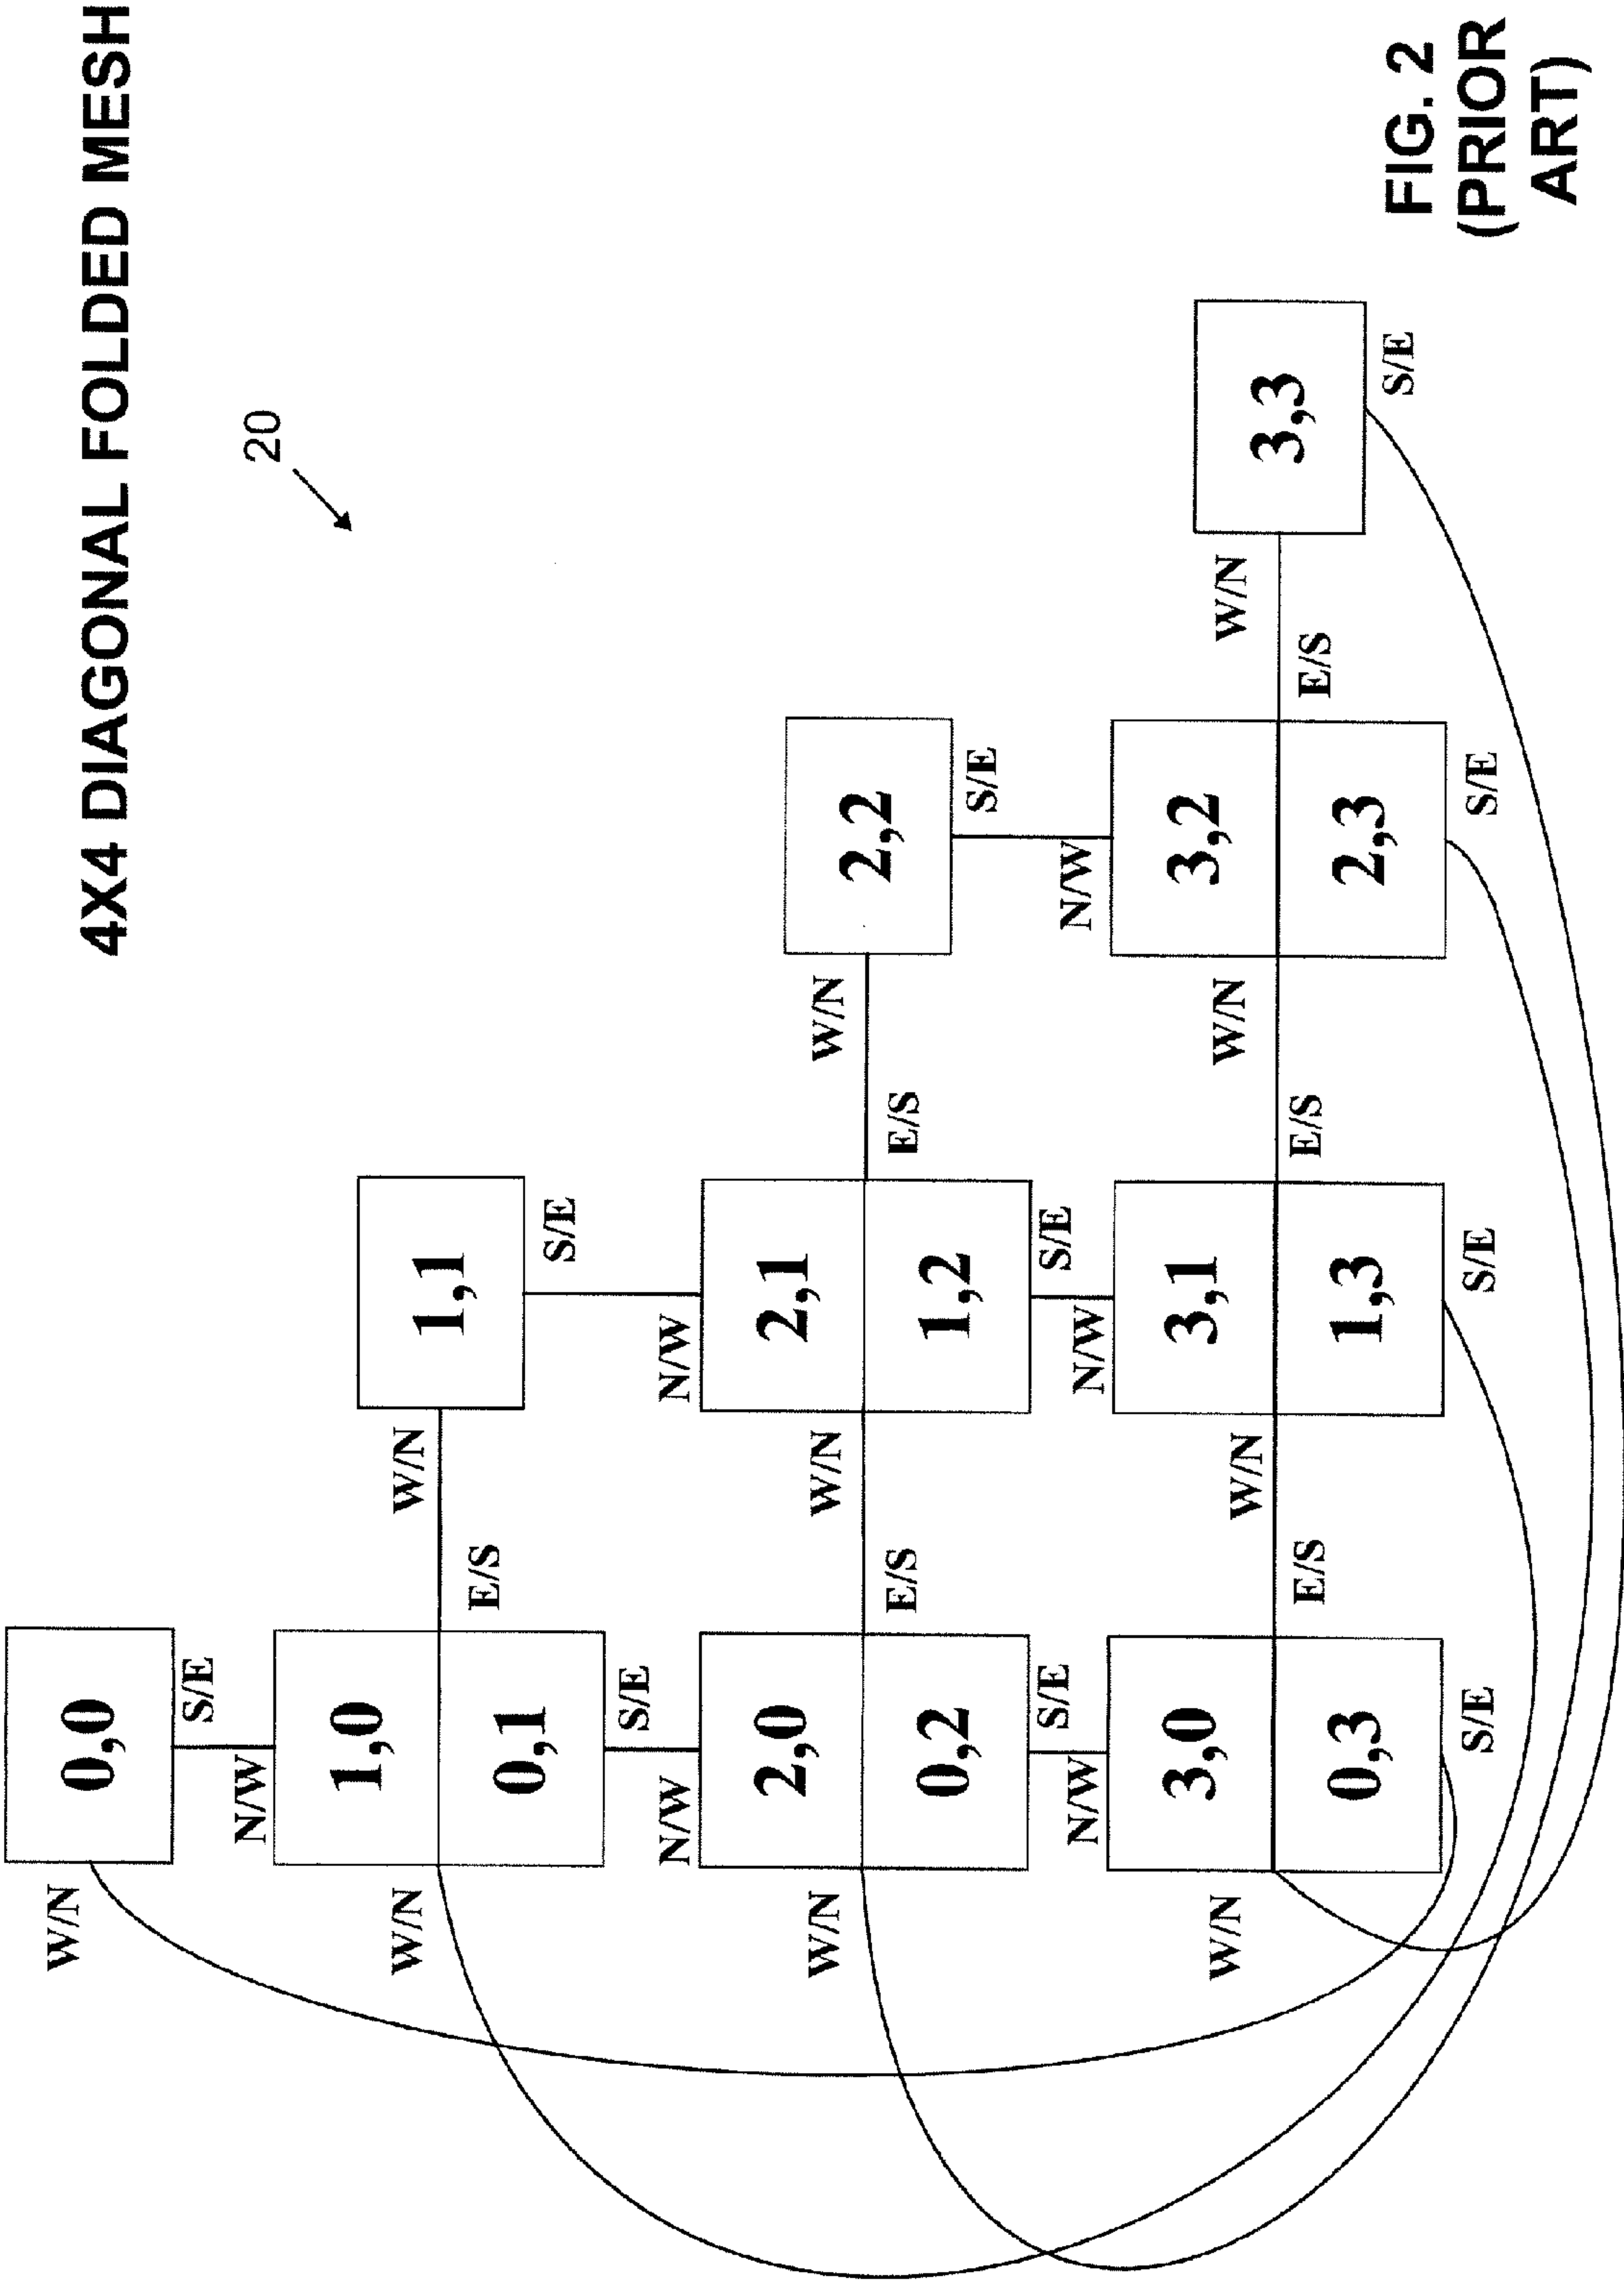 4X4 DIAGONAL FOLDED MESH
20
W/N
0,0
S/E
N/W
1,0
W/N
W/N
1,1
E/S
0,1
S/E
S/E
N/W
N/W
2,0
2,1
W/N
W/N
W/N
2,2
E/S
E/S
0,2
1,2
S/E
S/E
S/E
N/W
N/W
N/W
3,0
3,1
3,2
W/N
W/N
W/N
W/N
3,3
E/S
E/S
E/S
0,3
1,3
2,3
S/E
S/E
S/E
S/E
FIG. 2
(PRIOR
ART)